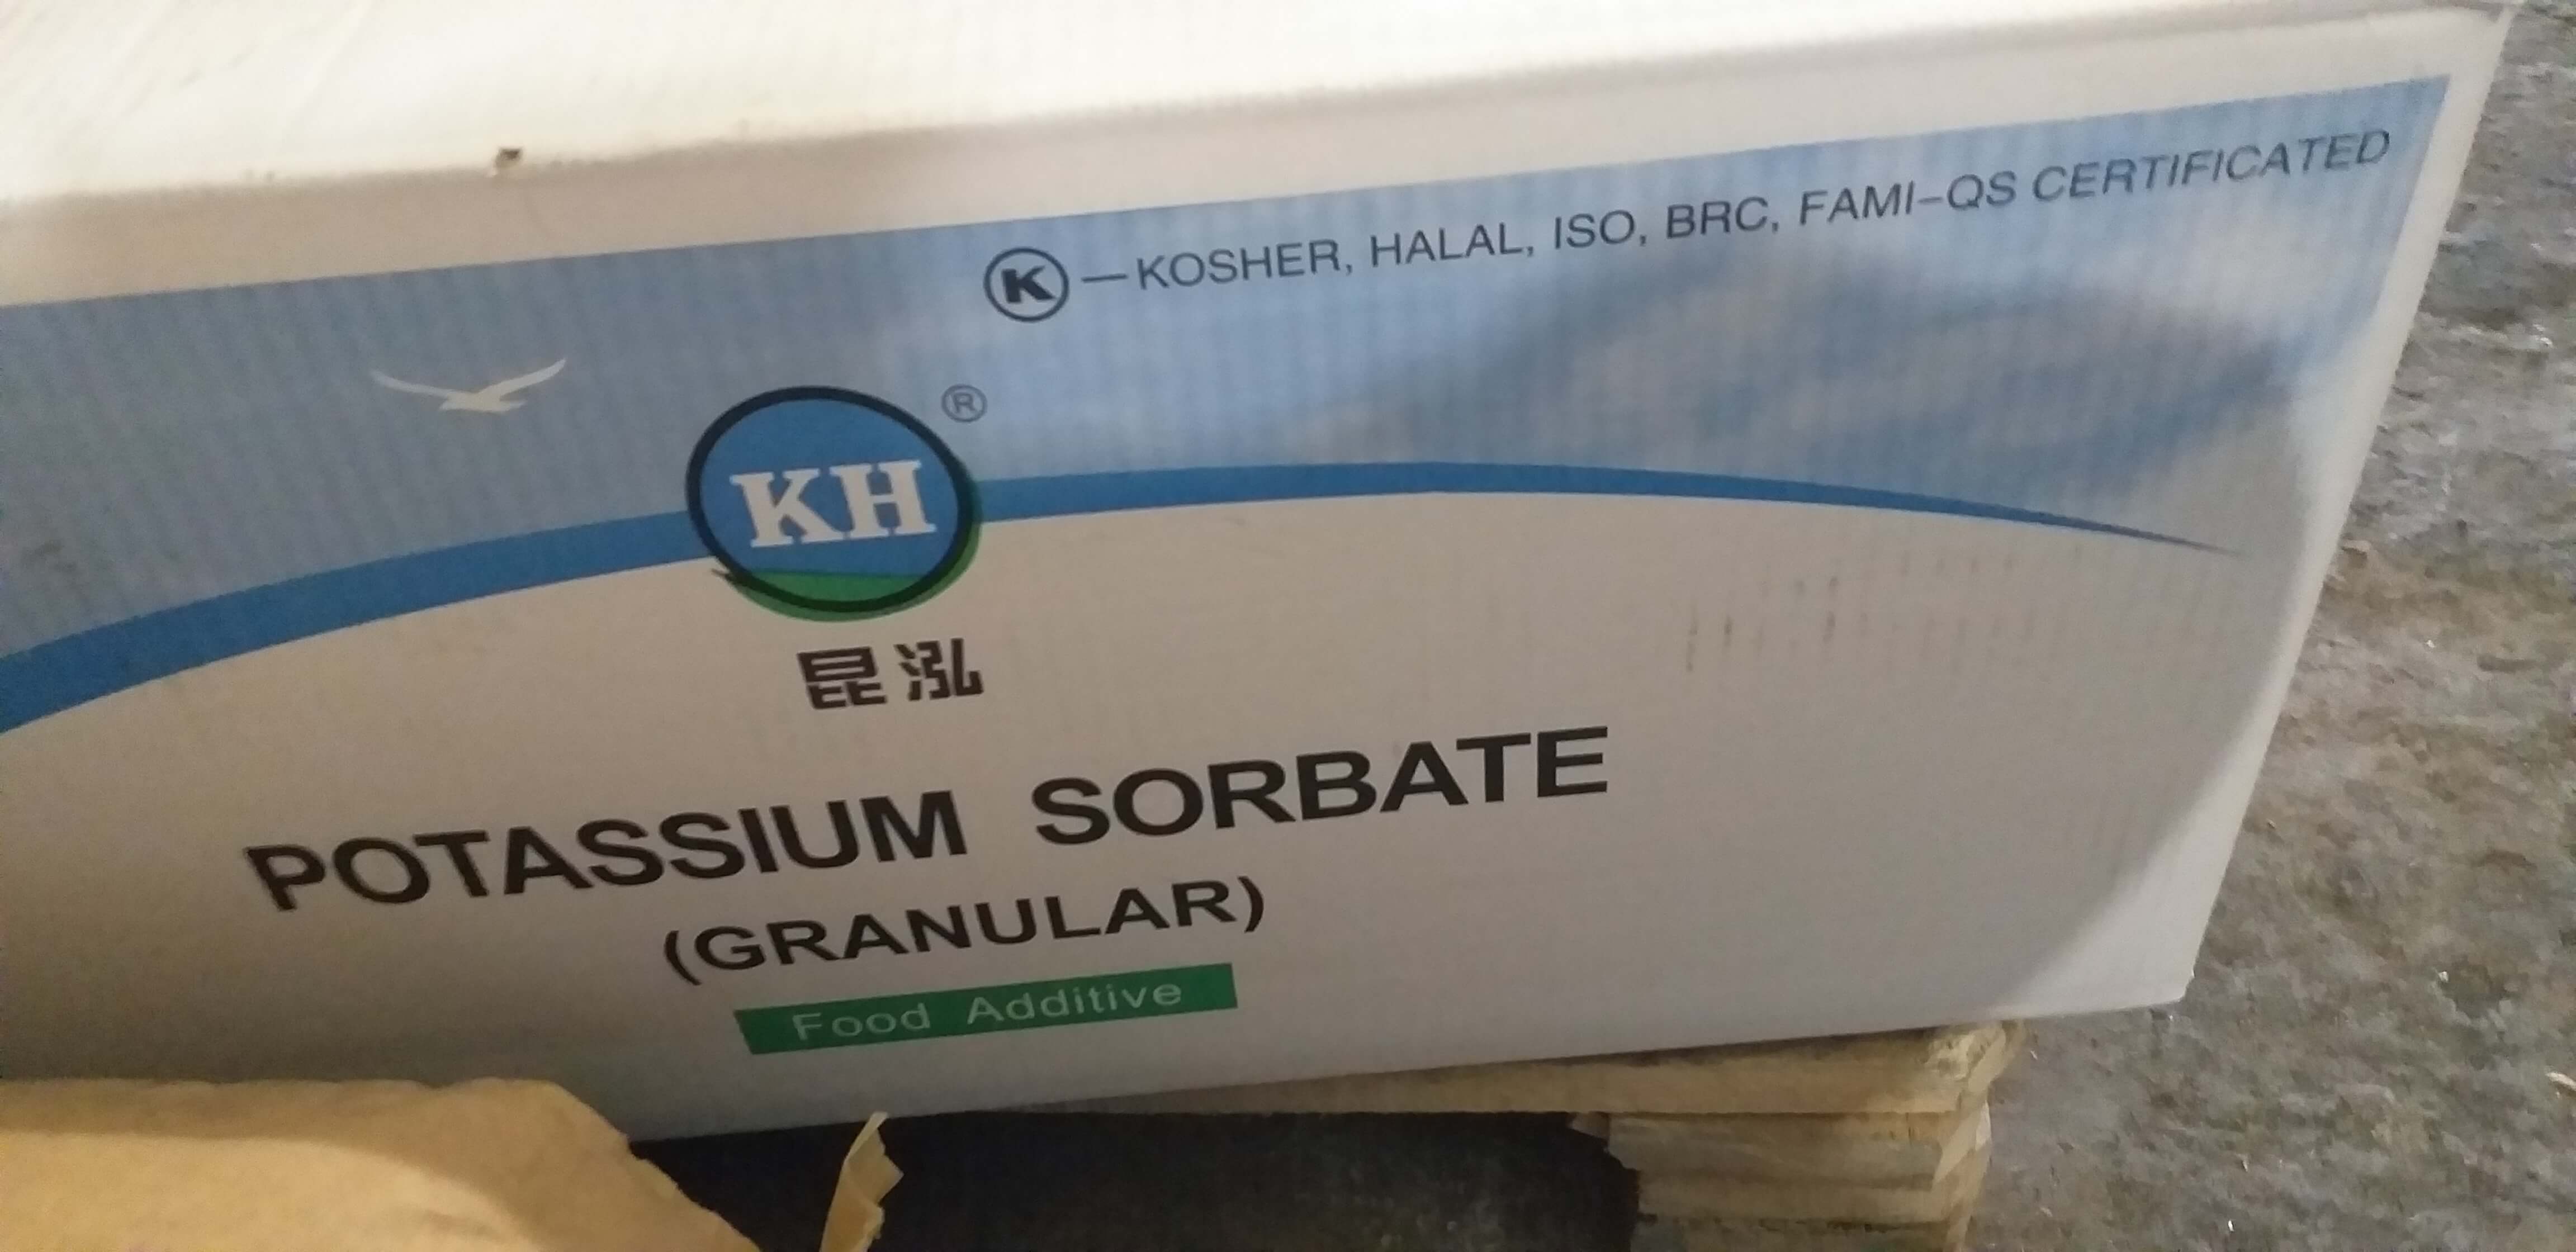 Ⓚ—KOSHER, HALAL, ISO, BRC, FAMI-QS CERTIFICATED
KH®
昆泓
POTASSIUM SORBATE
(GRANULAR)
Food Additive